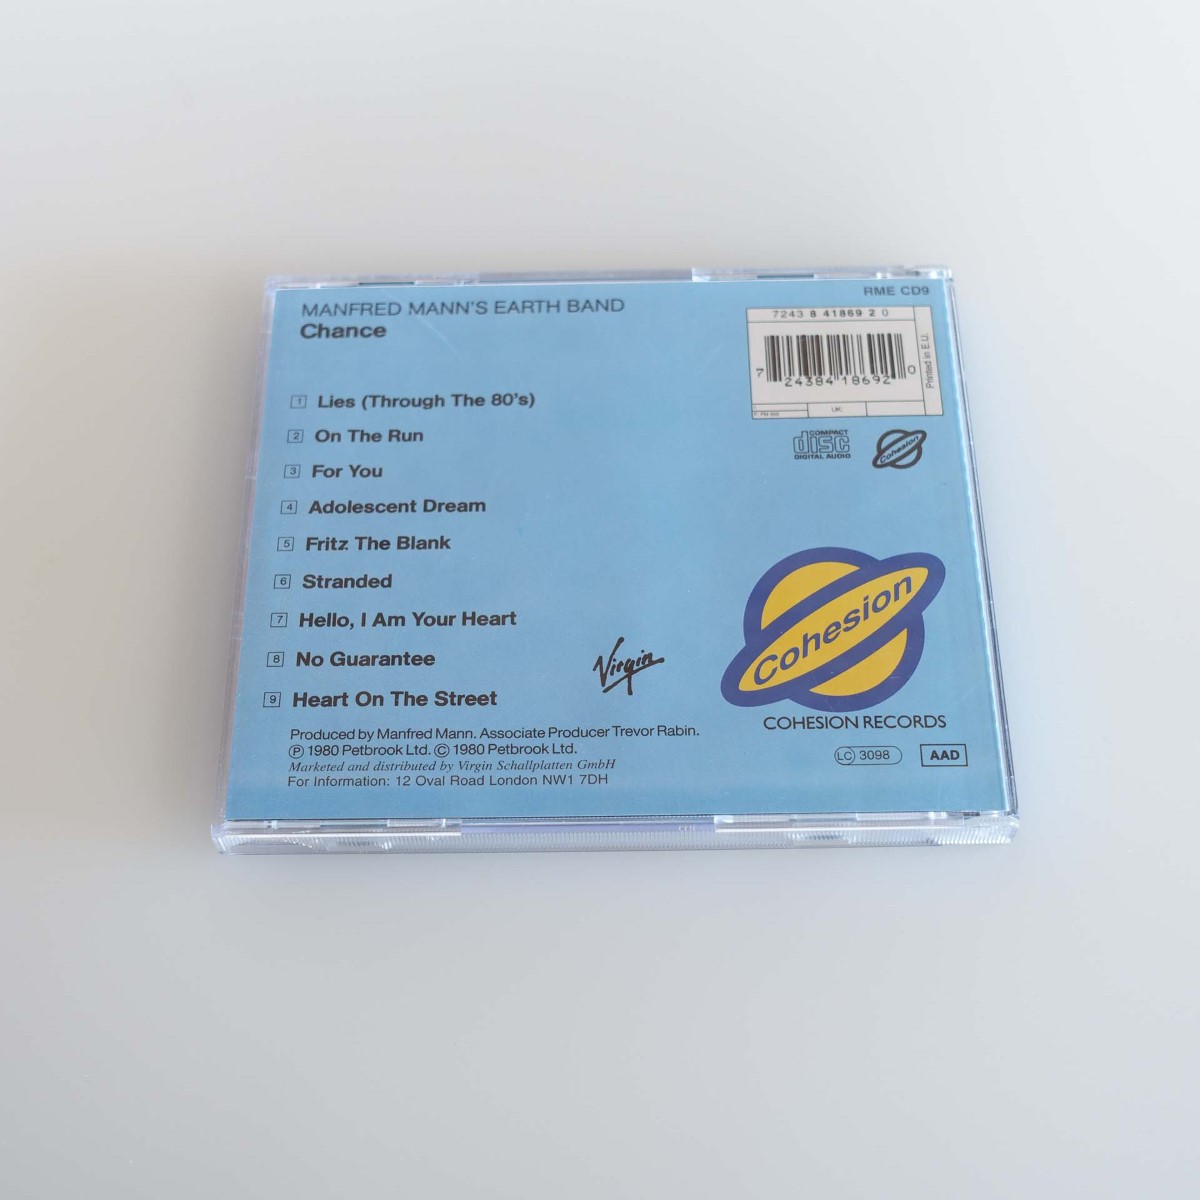 MANFRED MANN'S EARTH BAND
Chance
RME CD9
7243 8 41869 2 0
7 24384 18692 0
Printed in E.U.
UK:
1 Lies (Through The 80's)
2 On The Run
3 For You
4 Adolescent Dream
5 Fritz The Blank
6 Stranded
7 Hello, I Am Your Heart
8 No Guarantee
9 Heart On The Street
COMPACT
disc
DIGITAL AUDIO
Cohesion
Virgin
Cohesion
COHESION RECORDS
Produced by Manfred Mann. Associate Producer Trevor Rabin.
Ⓟ 1980 Petbrook Ltd. © 1980 Petbrook Ltd.
Marketed and distributed by Virgin Schallplatten GmbH
For Information: 12 Oval Road London NW1 7DH
LC 3098
AAD